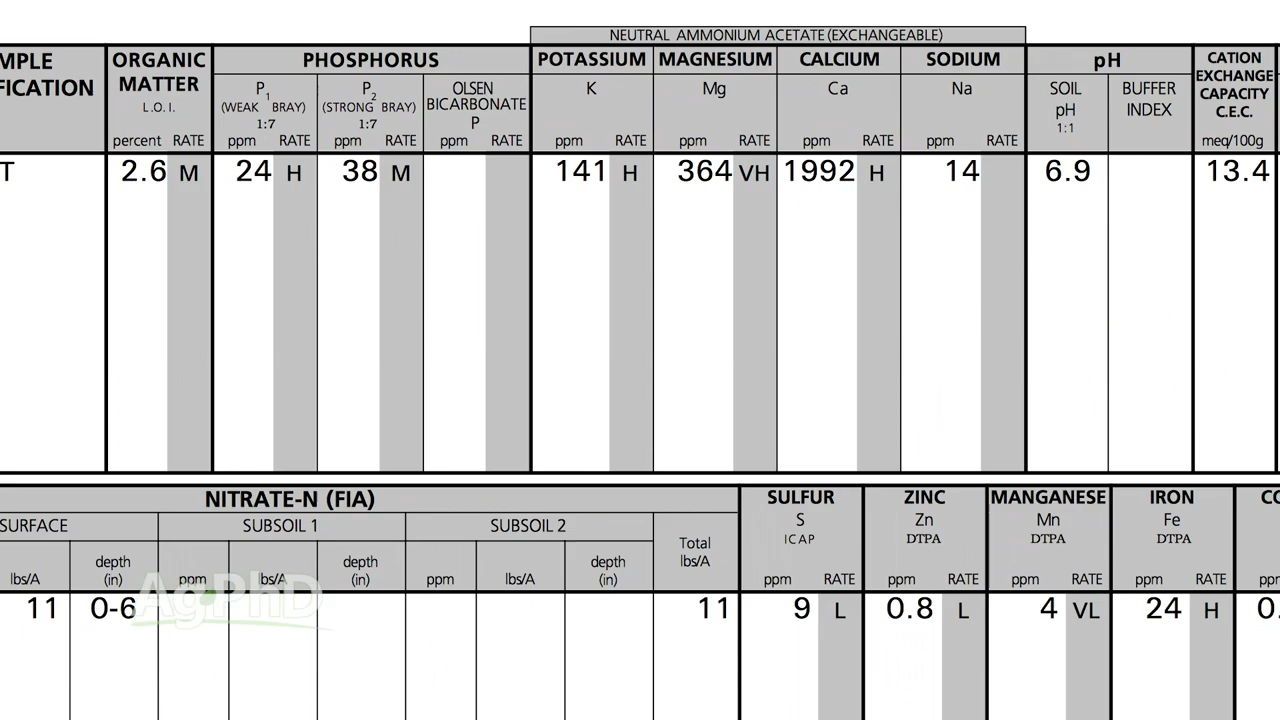 NEUTRAL AMMONIUM ACETATE (EXCHANGEABLE)
MPLE
FICATION
ORGANIC
MATTER
L.O.I.
percent RATE
PHOSPHORUS
P1
(WEAK BRAY)
1:7
ppm RATE
P2
(STRONG BRAY)
1:7
ppm RATE
OLSEN
BICARBONATE
P
ppm RATE
POTASSIUM
K
ppm RATE
MAGNESIUM
Mg
ppm RATE
CALCIUM
Ca
ppm RATE
SODIUM
Na
ppm RATE
pH
SOIL
pH
1:1
BUFFER
INDEX
CATION
EXCHANGE
CAPACITY
C.E.C.
meq/100g
T 2.6 M 24 H 38 M 141 H 364 VH 1992 H 14 6.9 13.4
NITRATE-N (FIA)
SURFACE
lbs/A
depth
(in)
SUBSOIL 1
ppm
lbs/A
depth
(in)
SUBSOIL 2
ppm
lbs/A
depth
(in)
Total
lbs/A
SULFUR
S
ICAP
ppm RATE
ZINC
Zn
DTPA
ppm RATE
MANGANESE
Mn
DTPA
ppm RATE
IRON
Fe
DTPA
ppm RATE
CO
ppm
11 0-6 11 9 L 0.8 L 4 VL 24 H 0.
AgPhD